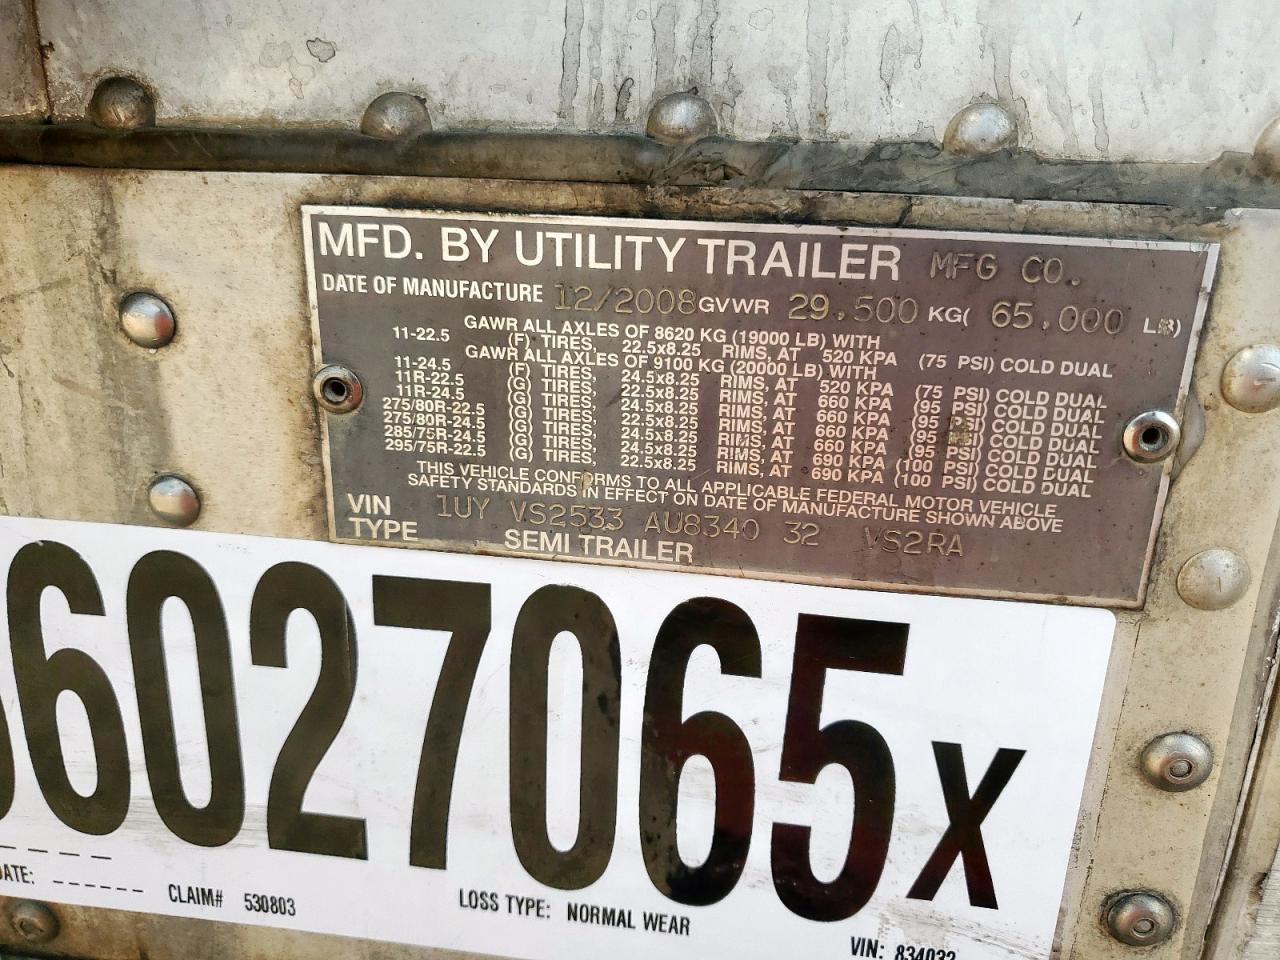 MFD. BY UTILITY TRAILER MFG CO.
DATE OF MANUFACTURE 12/2008 GVWR 29.500 KG( 65.000 LB)
GAWR ALL AXLES OF 8620 KG (19000 LB) WITH
11-22.5 (F) TIRES, 22.5x8.25 RIMS, AT 520 KPA (75 PSI) COLD DUAL
GAWR ALL AXLES OF 9100 KG (20000 LB) WITH
11-24.5 (G) TIRES, 24.5x8.25 RIMS, AT 520 KPA (75 PSI) COLD DUAL
11R-22.5 (G) TIRES, 22.5x8.25 RIMS, AT 660 KPA (95 PSI) COLD DUAL
11R-24.5 (G) TIRES, 24.5x8.25 RIMS, AT 660 KPA (95 PSI) COLD DUAL
275/80R-22.5 (G) TIRES, 22.5x8.25 RIMS, AT 660 KPA (95 PSI) COLD DUAL
275/80R-24.5 (G) TIRES, 24.5x8.25 RIMS, AT 660 KPA (95 PSI) COLD DUAL
285/75R-24.5 (G) TIRES, 24.5x8.25 RIMS, AT 690 KPA (100 PSI) COLD DUAL
295/75R-22.5 (G) TIRES, 22.5x8.25 RIMS, AT 690 KPA (100 PSI) COLD DUAL
THIS VEHICLE CONFORMS TO ALL APPLICABLE FEDERAL MOTOR VEHICLE
SAFETY STANDARDS IN EFFECT ON DATE OF MANUFACTURE SHOWN ABOVE
VIN 1UY VS2533 AU8340 32 VS2RA
TYPE SEMI TRAILER
6027065X
DATE: CLAIM# 530803 LOSS TYPE: NORMAL WEAR VIN: 834032